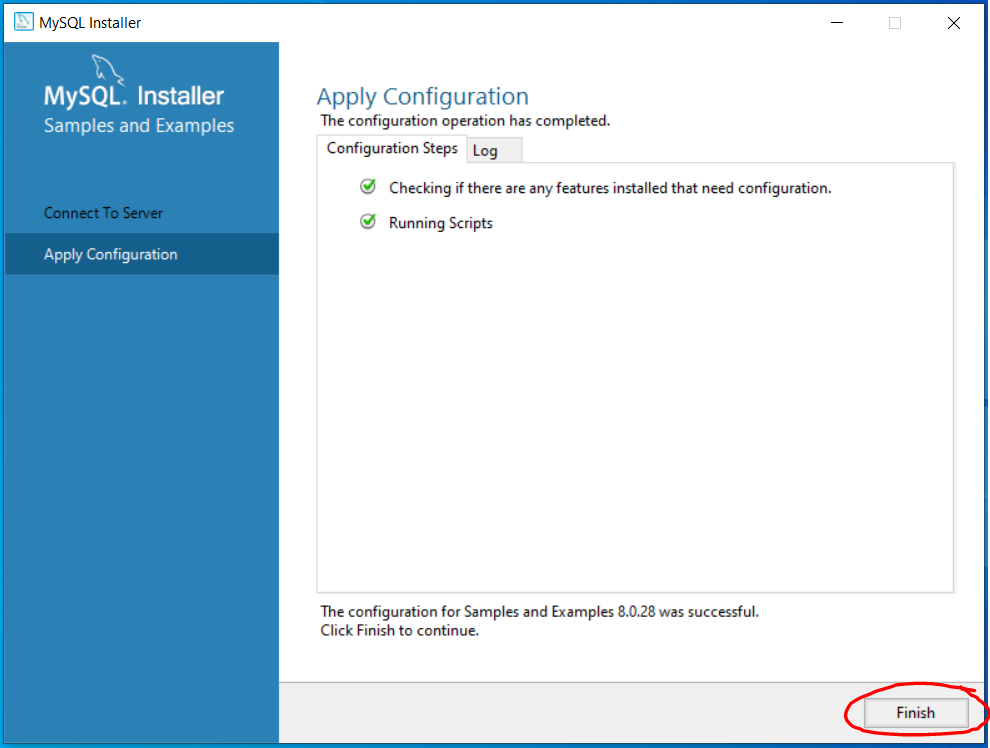 MySQL Installer
MySQL. Installer
Samples and Examples
Connect To Server
Apply Configuration
Apply Configuration
The configuration operation has completed.
Configuration Steps
Log
Checking if there are any features installed that need configuration.
Running Scripts
The configuration for Samples and Examples 8.0.28 was successful.
Click Finish to continue.
Finish